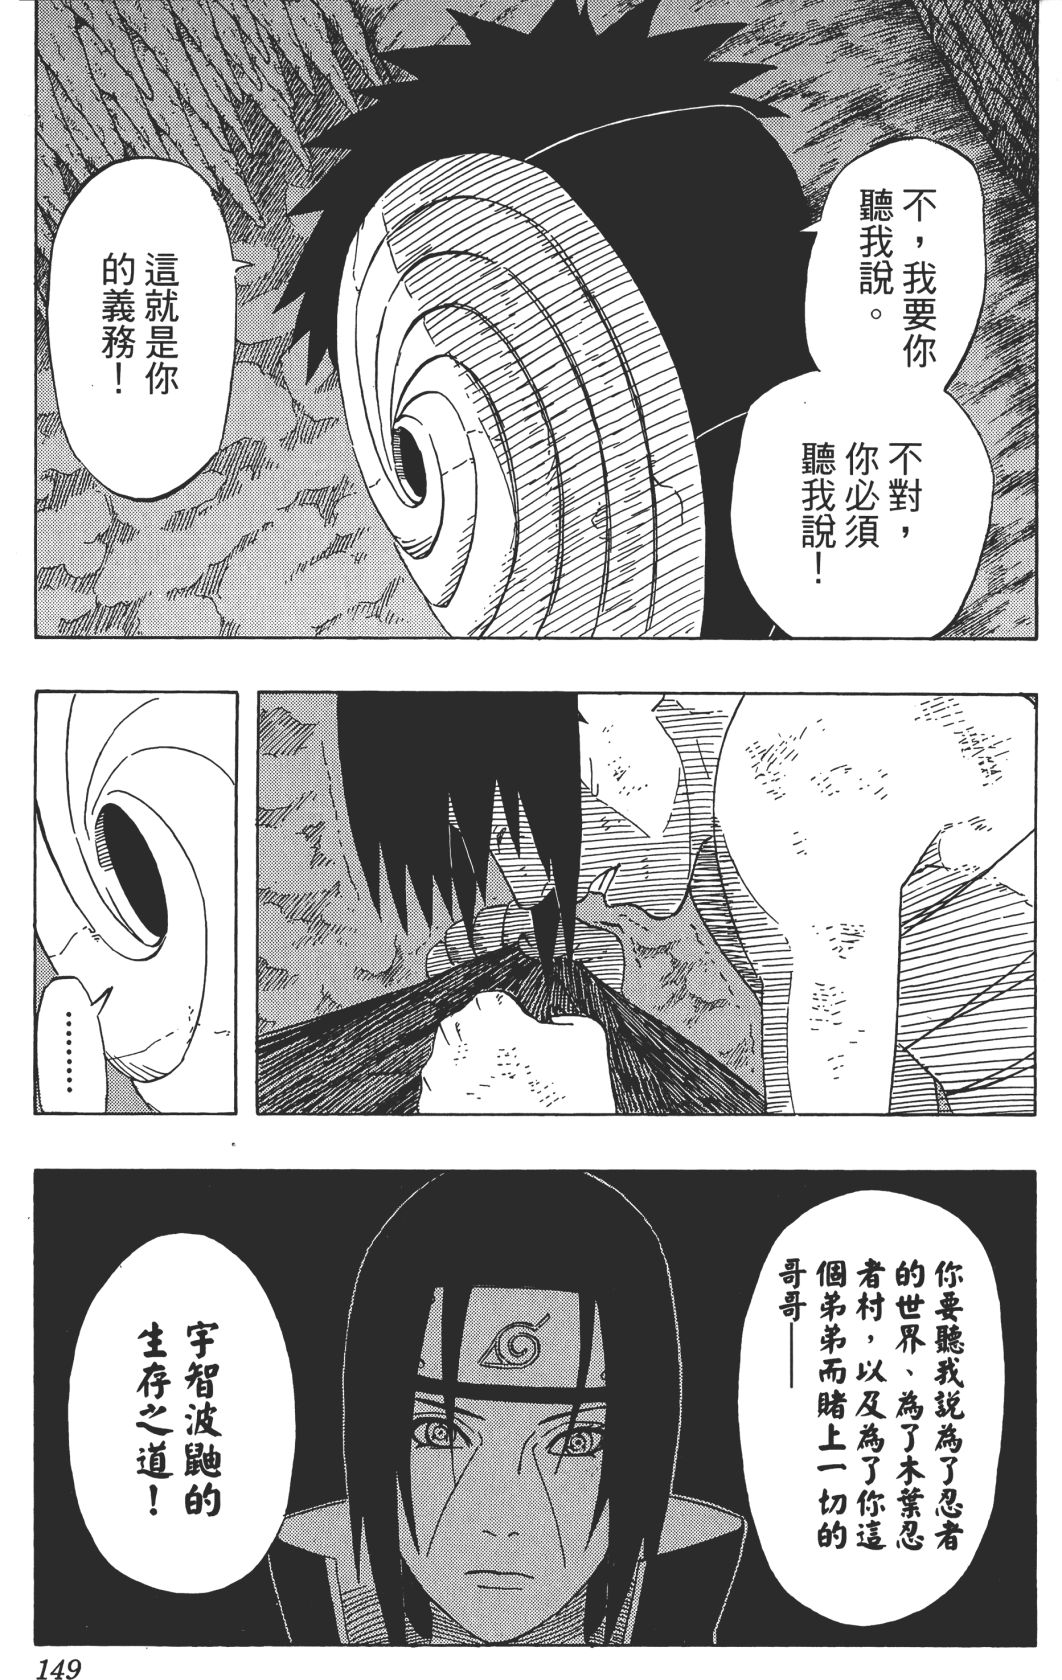 不，我要你
聽我說。
不對，
你必須
聽我說！
這就是你
的義務！
………
你要聽我說為了忍者
的世界、為了木葉忍
者村，以及為了你這
個弟弟而賭上一切的
哥哥——
宇智波鼬的
生存之道！
149